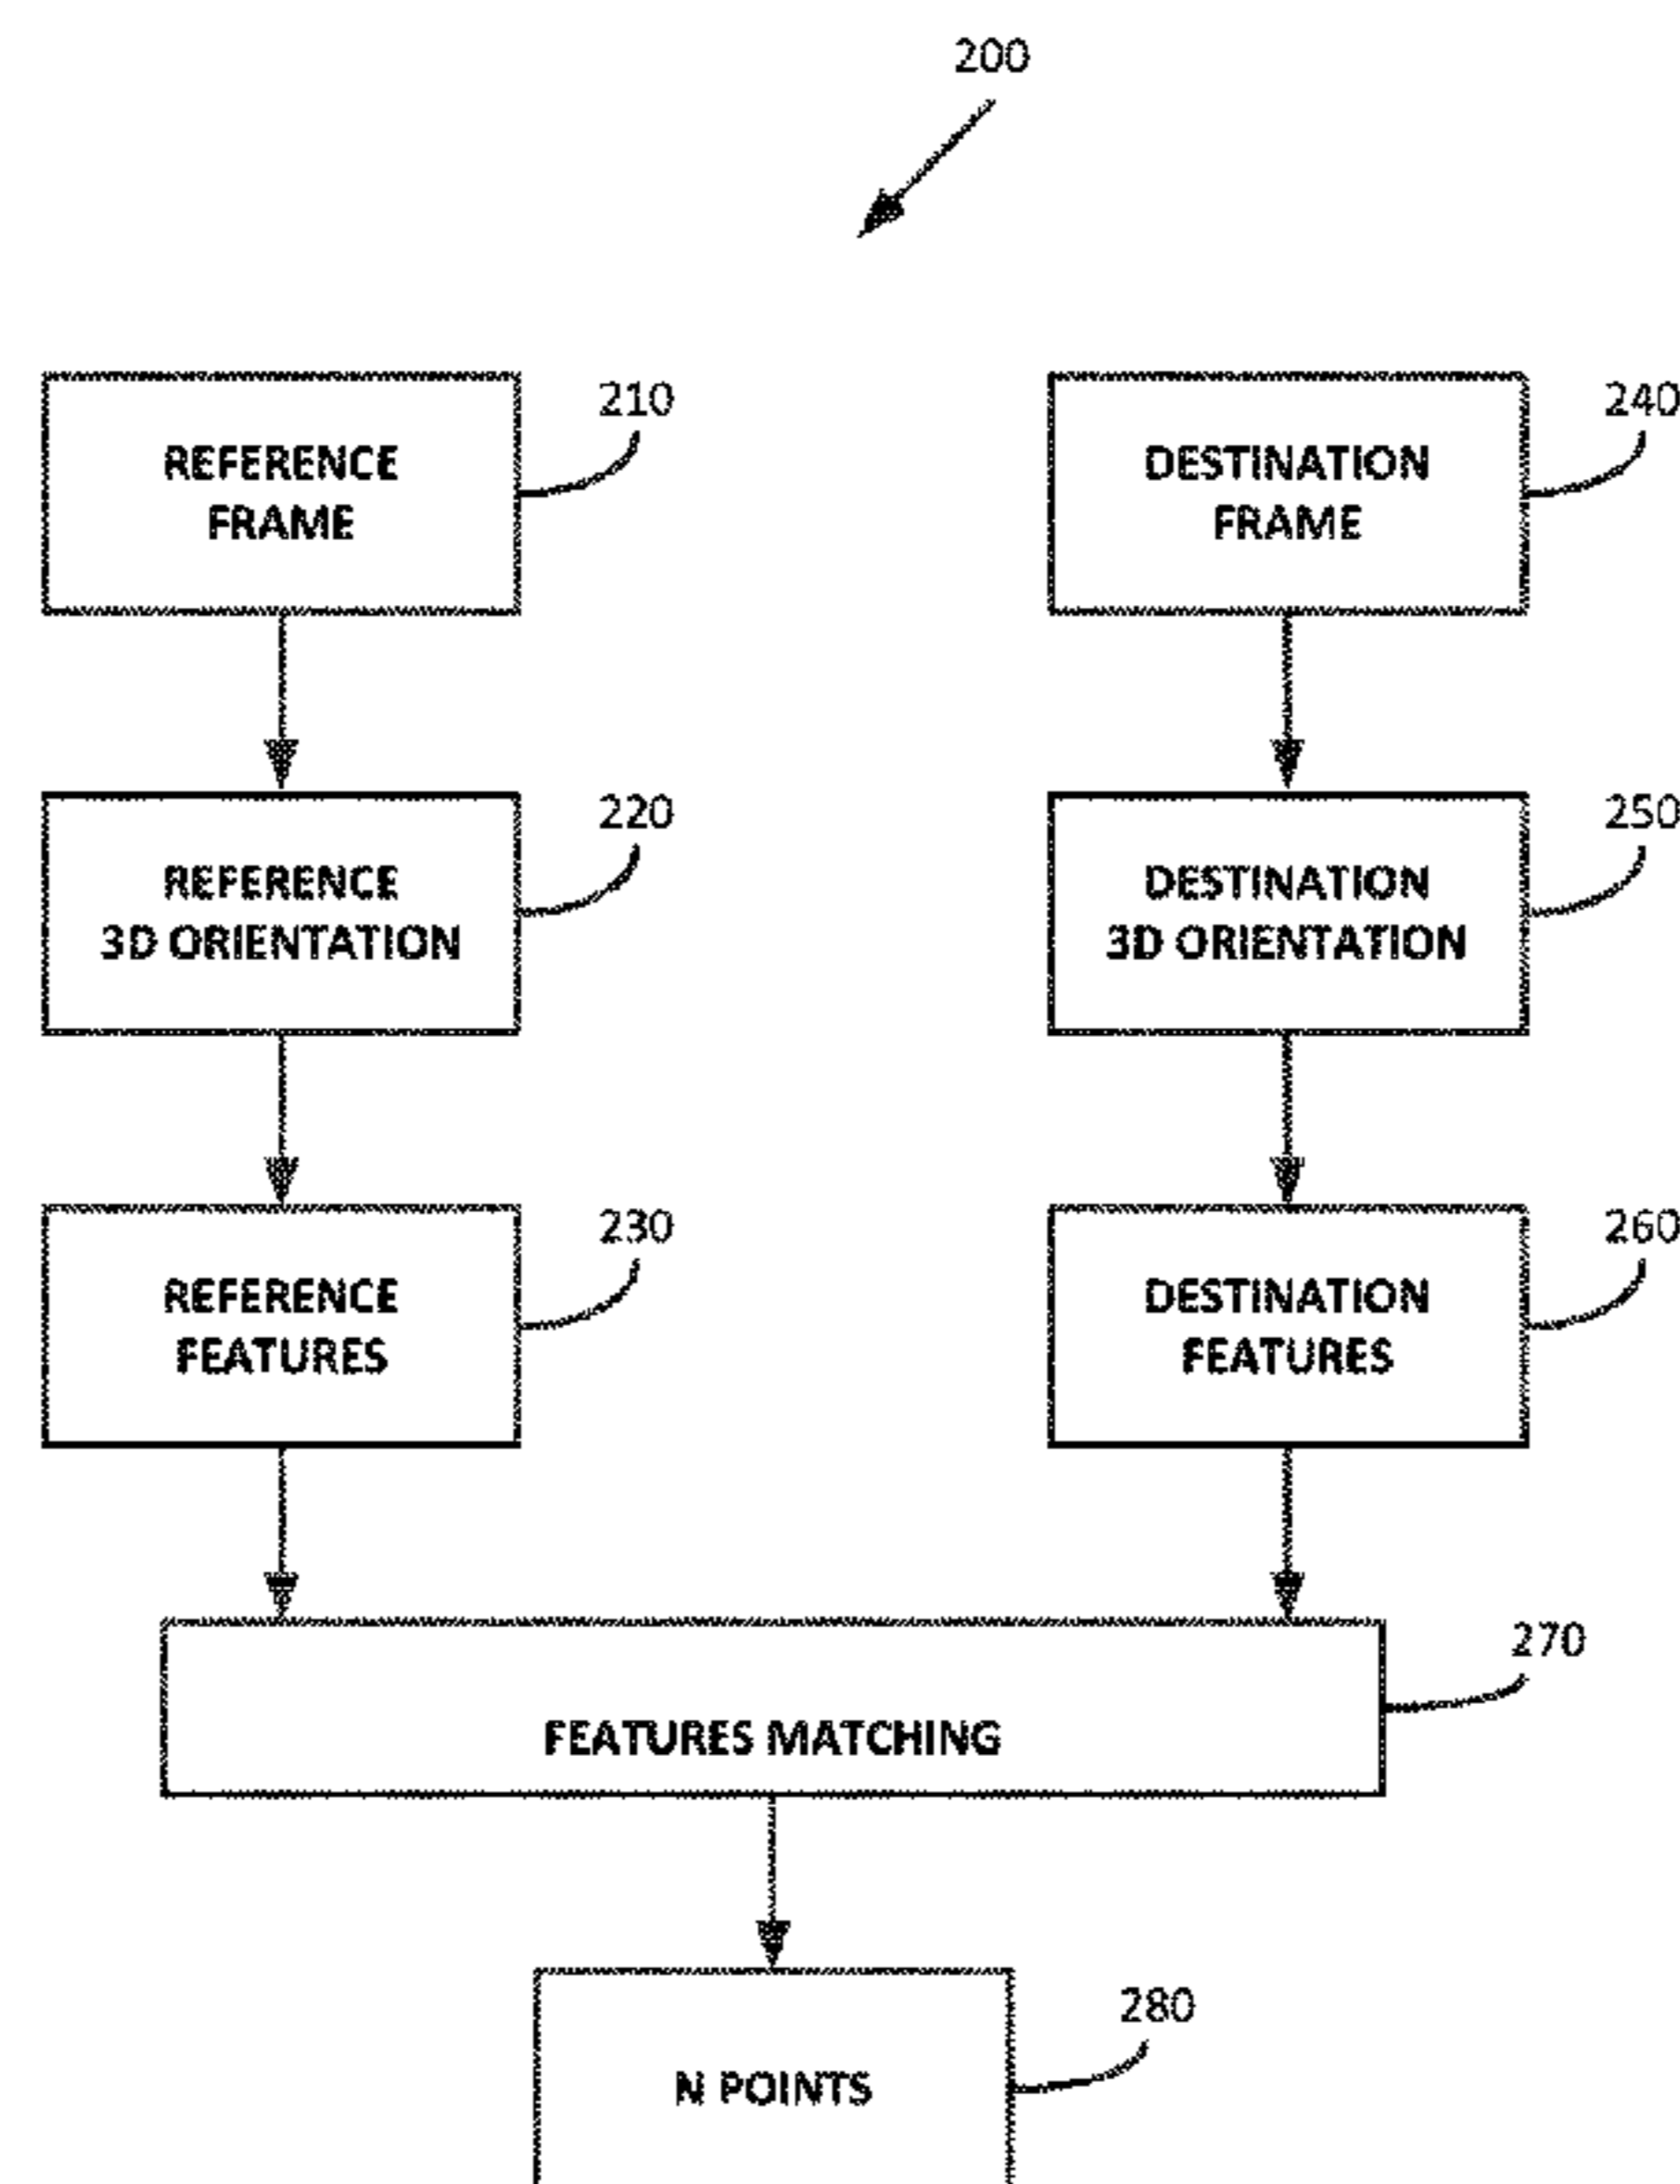 200
210
REFERENCE
FRAME
240
DESTINATION
FRAME
220
REFERENCE
3D ORIENTATION
250
DESTINATION
3D ORIENTATION
230
REFERENCE
FEATURES
260
DESTINATION
FEATURES
270
FEATURES MATCHING
280
N POINTS